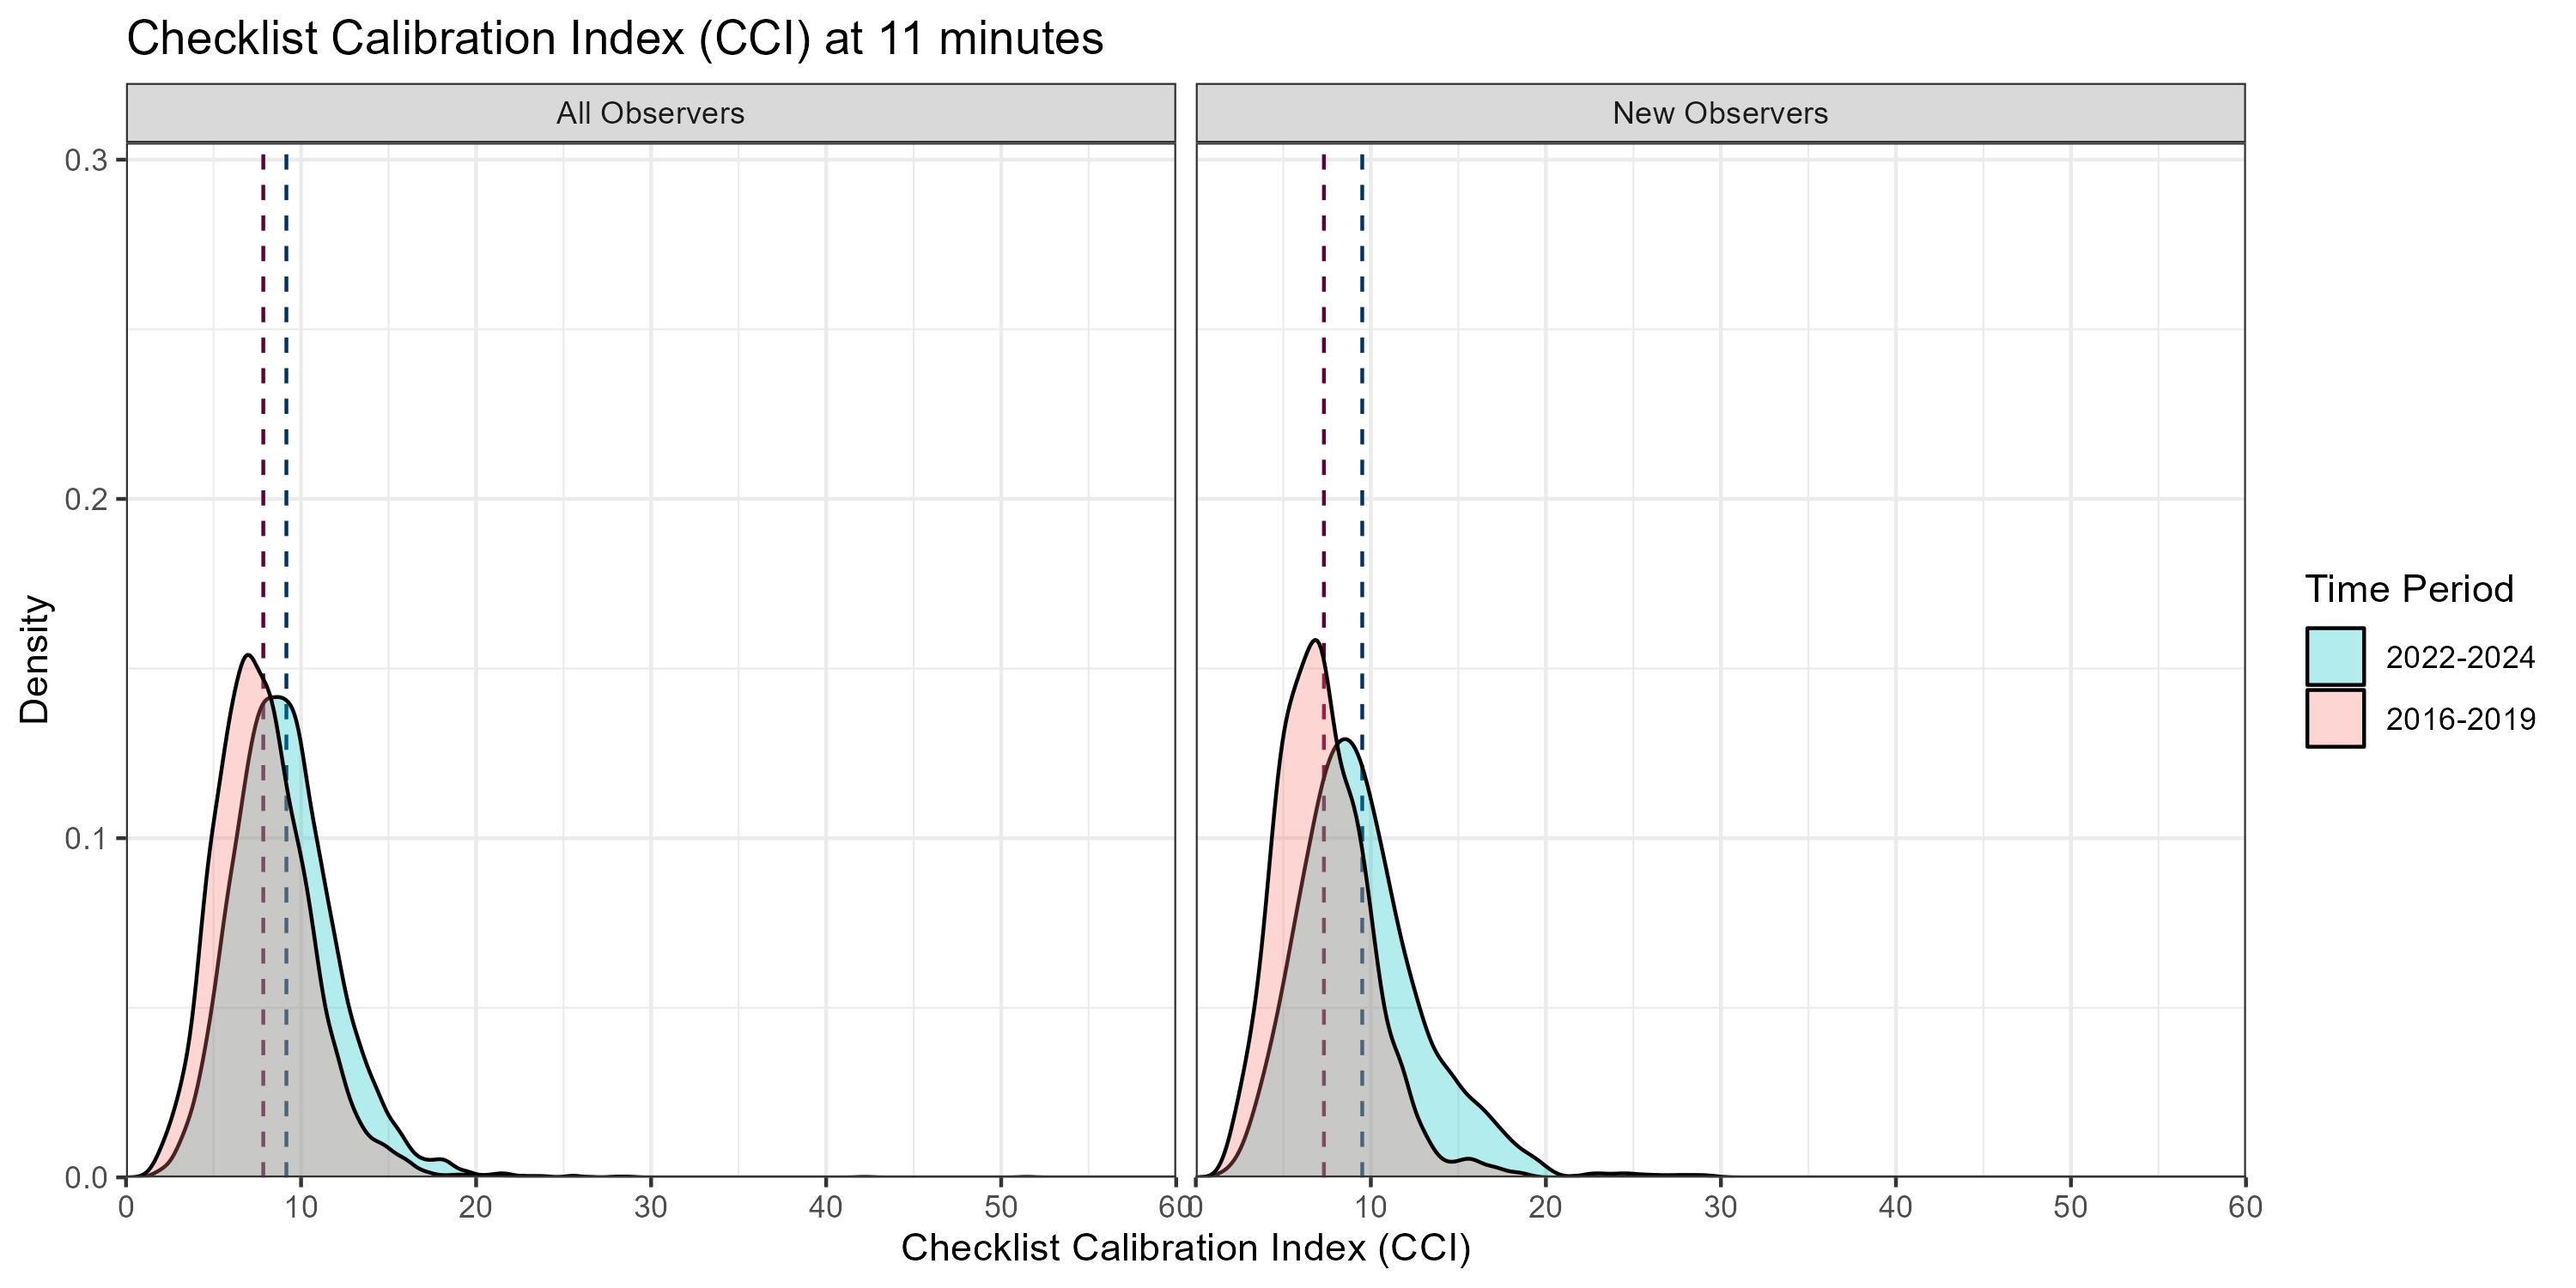 Checklist Calibration Index (CCI) at 11 minutes
All Observers
New Observers
0.3
0.2
0.1
0.0
Density
0 10 20 30 40 50 60
0 10 20 30 40 50 60
Checklist Calibration Index (CCI)
Time Period
2022-2024
2016-2019